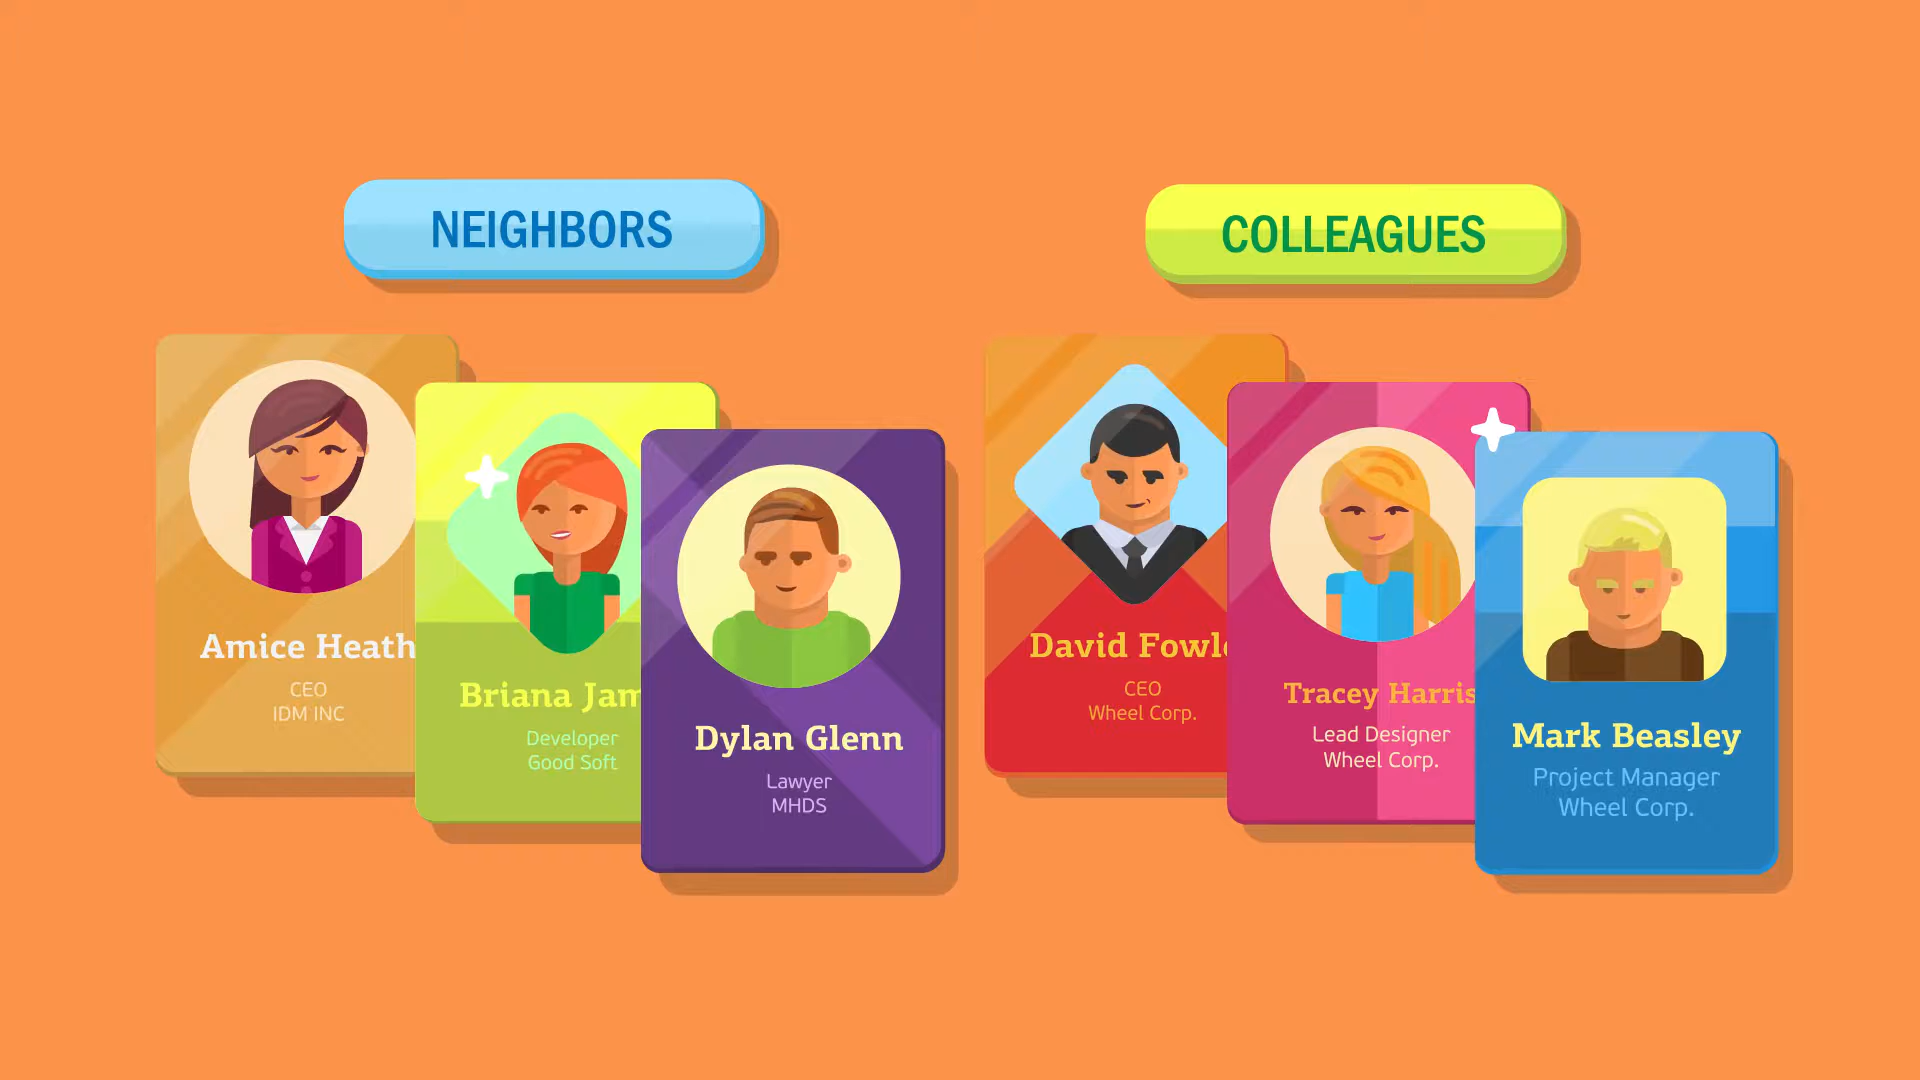 NEIGHBORS
COLLEAGUES
Amice Heath
CEO
IDM INC
Briana Jam
Developer
Good Soft
Dylan Glenn
Lawyer
MHDS
David Fowle
CEO
Wheel Corp.
Tracey Harris
Lead Designer
Wheel Corp.
Mark Beasley
Project Manager
Wheel Corp.